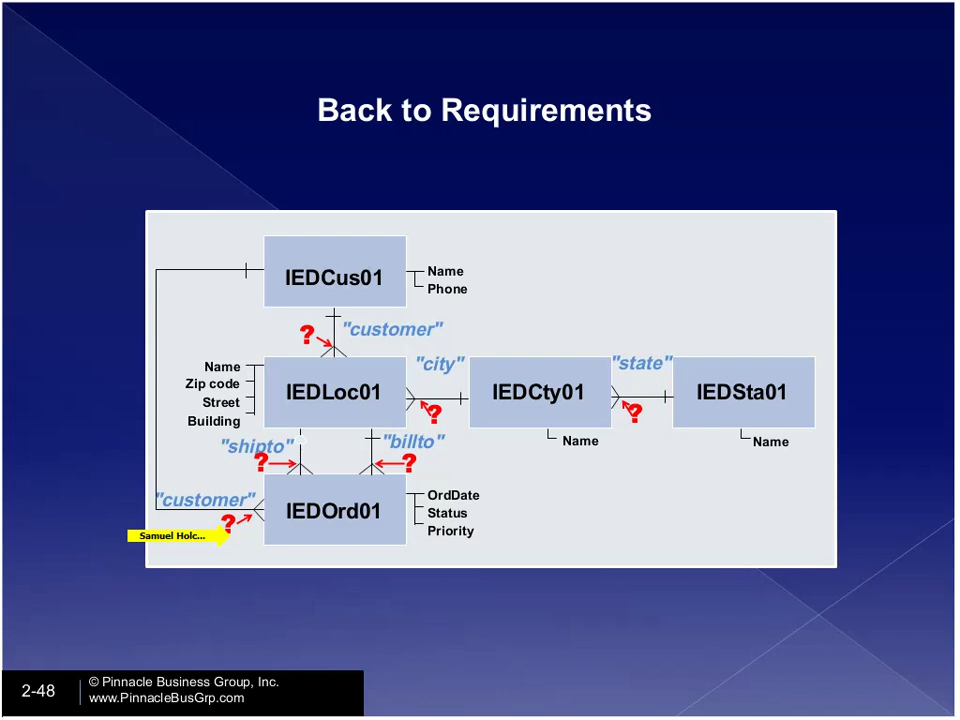 Back to Requirements
IEDCus01
Name
Phone
?
"customer"
"city"
"state"
Name
Zip code
Street
Building
IEDLoc01
IEDCty01
IEDSta01
?
?
Name
Name
"shipto"
"billto"
?
?
"customer"
IEDOrd01
OrdDate
Status
Priority
?
Samuel Holc...
2-48
© Pinnacle Business Group, Inc.
www.PinnacleBusGrp.com